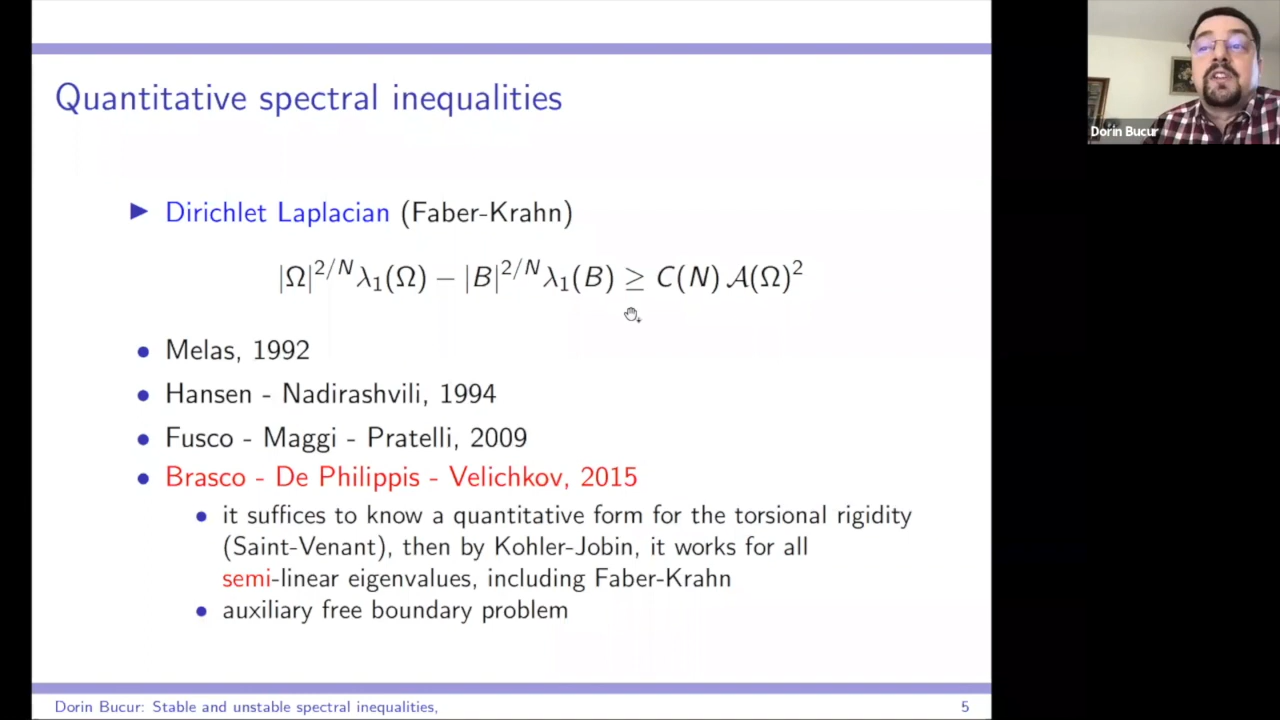 Quantitative spectral inequalities
▶ Dirichlet Laplacian (Faber-Krahn)
|Ω|^{2/N} λ₁(Ω) − |B|^{2/N} λ₁(B) ≥ C(N) 𝒜(Ω)²
• Melas, 1992
• Hansen - Nadirashvili, 1994
• Fusco - Maggi - Pratelli, 2009
• Brasco - De Philippis - Velichkov, 2015
• it suffices to know a quantitative form for the torsional rigidity
(Saint-Venant), then by Kohler-Jobin, it works for all
semi-linear eigenvalues, including Faber-Krahn
• auxiliary free boundary problem
Dorin Bucur: Stable and unstable spectral inequalities,
5
Dorin Bucur